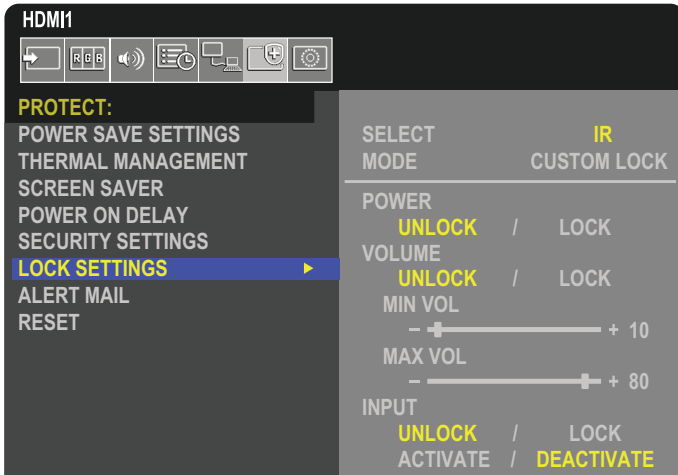 HDMI1
RGB
PROTECT:
POWER SAVE SETTINGS
THERMAL MANAGEMENT
SCREEN SAVER
POWER ON DELAY
SECURITY SETTINGS
LOCK SETTINGS
ALERT MAIL
RESET
SELECT IR
MODE CUSTOM LOCK
POWER
UNLOCK / LOCK
VOLUME
UNLOCK / LOCK
MIN VOL
− + 10
MAX VOL
− + 80
INPUT
UNLOCK / LOCK
ACTIVATE / DEACTIVATE